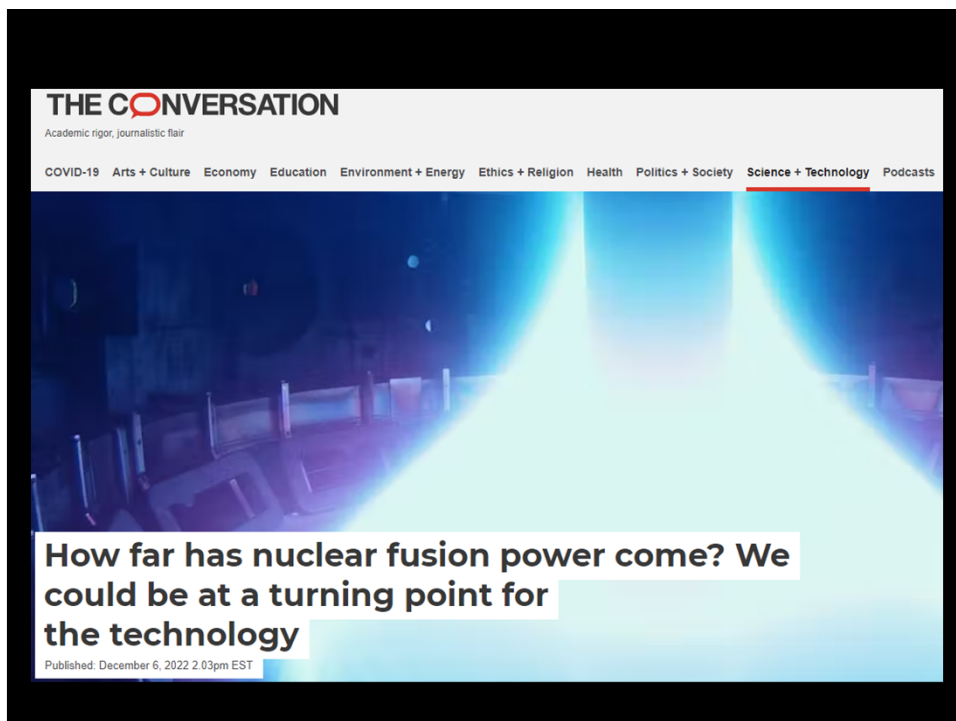 THE CONVERSATION
Academic rigor, journalistic flair
COVID-19 Arts + Culture Economy Education Environment + Energy Ethics + Religion Health Politics + Society Science + Technology Podcasts
How far has nuclear fusion power come? We
could be at a turning point for
the technology
Published: December 6, 2022 2.03pm EST